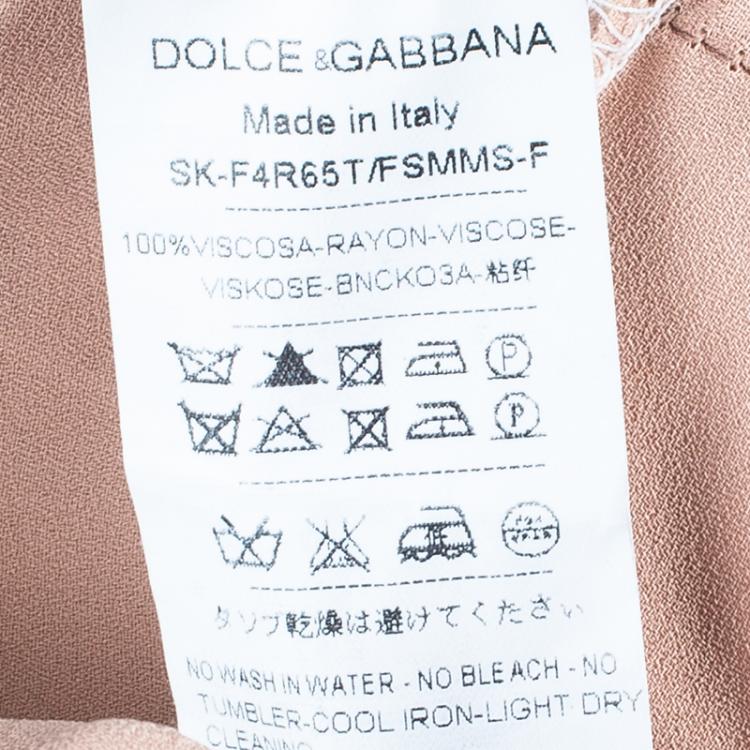 DOLCE &GABBANA
Made in Italy
SK-F4R65T/FSMMS-F
100%VISCOSA-RAYON-VISCOSE-
VISKOSE-BNCKO3A-粘纤
P
P
タンブ乾燥は避けてください
NO WASH IN WATER - NO BLEACH - NO
TUMBLER-COOL IRON-LIGHT DRY
CLEANING